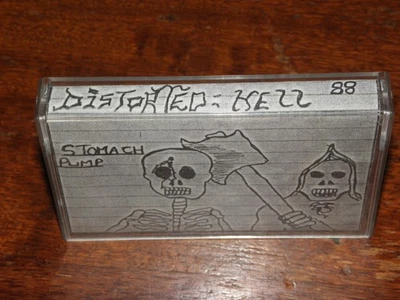 DISTORTED: HELL 88
STOMACH
PUMP